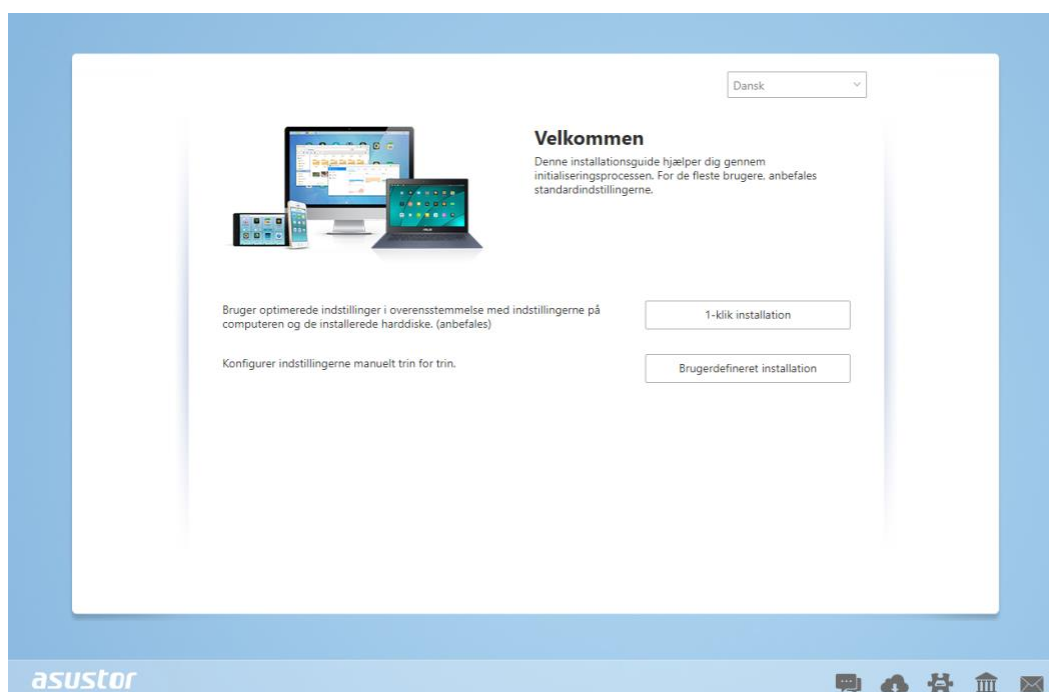 Dansk
Velkommen
Denne installationsguide hjælper dig gennem
initialiseringsprocessen. For de fleste brugere. anbefales
standardindstillingerne.
Bruger optimerede indstillinger i overensstemmelse med indstillingerne på
computeren og de installerede harddiske. (anbefales)
1-klik installation
Konfigurer indstillingerne manuelt trin for trin.
Brugerdefineret installation
asustor